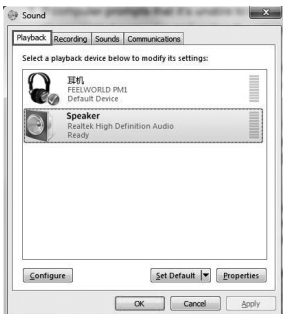 Sound
Playback Recording Sounds Communications
Select a playback device below to modify its settings:
耳机
FEELWORLD PM1
Default Device
Speaker
Realtek High Definition Audio
Ready
Configure Set Default Properties
OK Cancel Apply